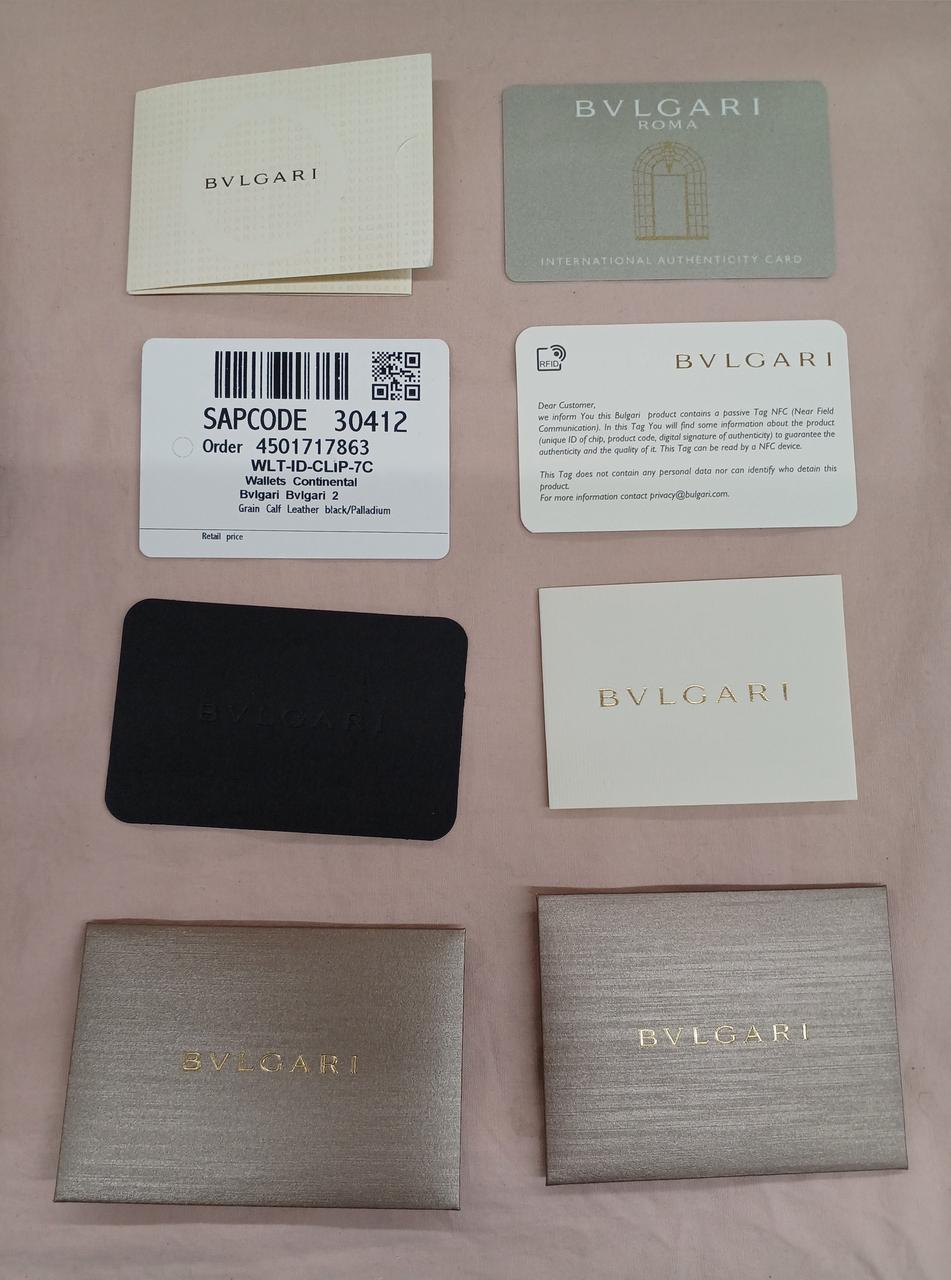 BVLGARI
BVLGARI
ROMA
INTERNATIONAL AUTHENTICITY CARD
SAPCODE 30412
Order 4501717863
WLT-ID-CLiP-7C
Wallets Continental
Bvlgari Bvlgari 2
Grain Calf Leather black/Palladium
Retail price
RFID
BVLGARI
Dear Customer,
we inform You this Bulgari product contains a passive Tag NFC (Near Field
Communication). In this Tag You will find some information about the product
(unique ID of chip, product code, digital signature of authenticity) to guarantee the
authenticity and the quality of it. This Tag can be read by a NFC device.
This Tag does not contain any personal data nor can identify who detain this
product.
For more information contact privacy@bulgari.com.
BVLGARI
BVLGARI
BVLGARI
BVLGARI